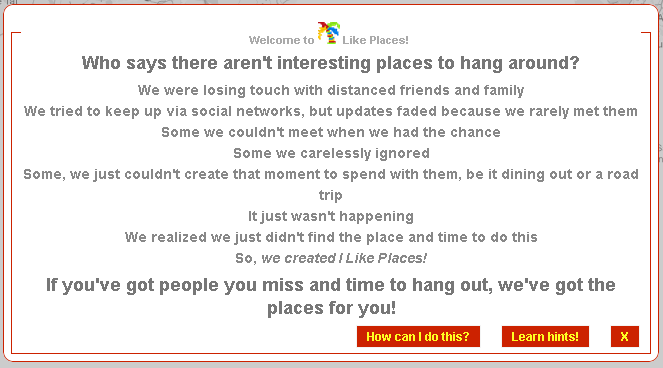 Welcome to Like Places!
Who says there aren't interesting places to hang around?
We were losing touch with distanced friends and family
We tried to keep up via social networks, but updates faded because we rarely met them
Some we couldn't meet when we had the chance
Some we carelessly ignored
Some, we just couldn't create that moment to spend with them, be it dining out or a road
trip
It just wasn't happening
We realized we just didn't find the place and time to do this
So, we created I Like Places!
If you've got people you miss and time to hang out, we've got the
places for you!
How can I do this? Learn hints! X